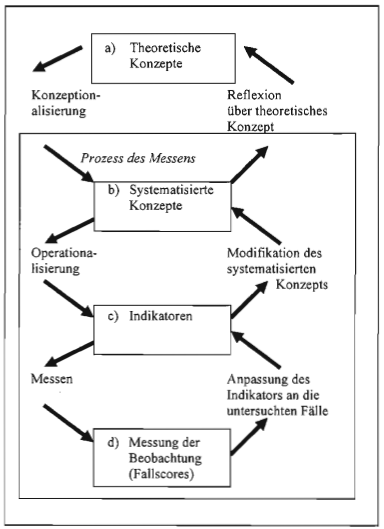 a) Theoretische
Konzepte
Konzeption-
alisierung
Reflexion
über theoretisches
Konzept
Prozess des Messens
b) Systematisierte
Konzepte
Operationa-
lisierung
Modifikation des
systematisierten
Konzepts
c) Indikatoren
Messen
Anpassung des
Indikators an die
untersuchten Fälle
d) Messung der
Beobachtung
(Fallscores)